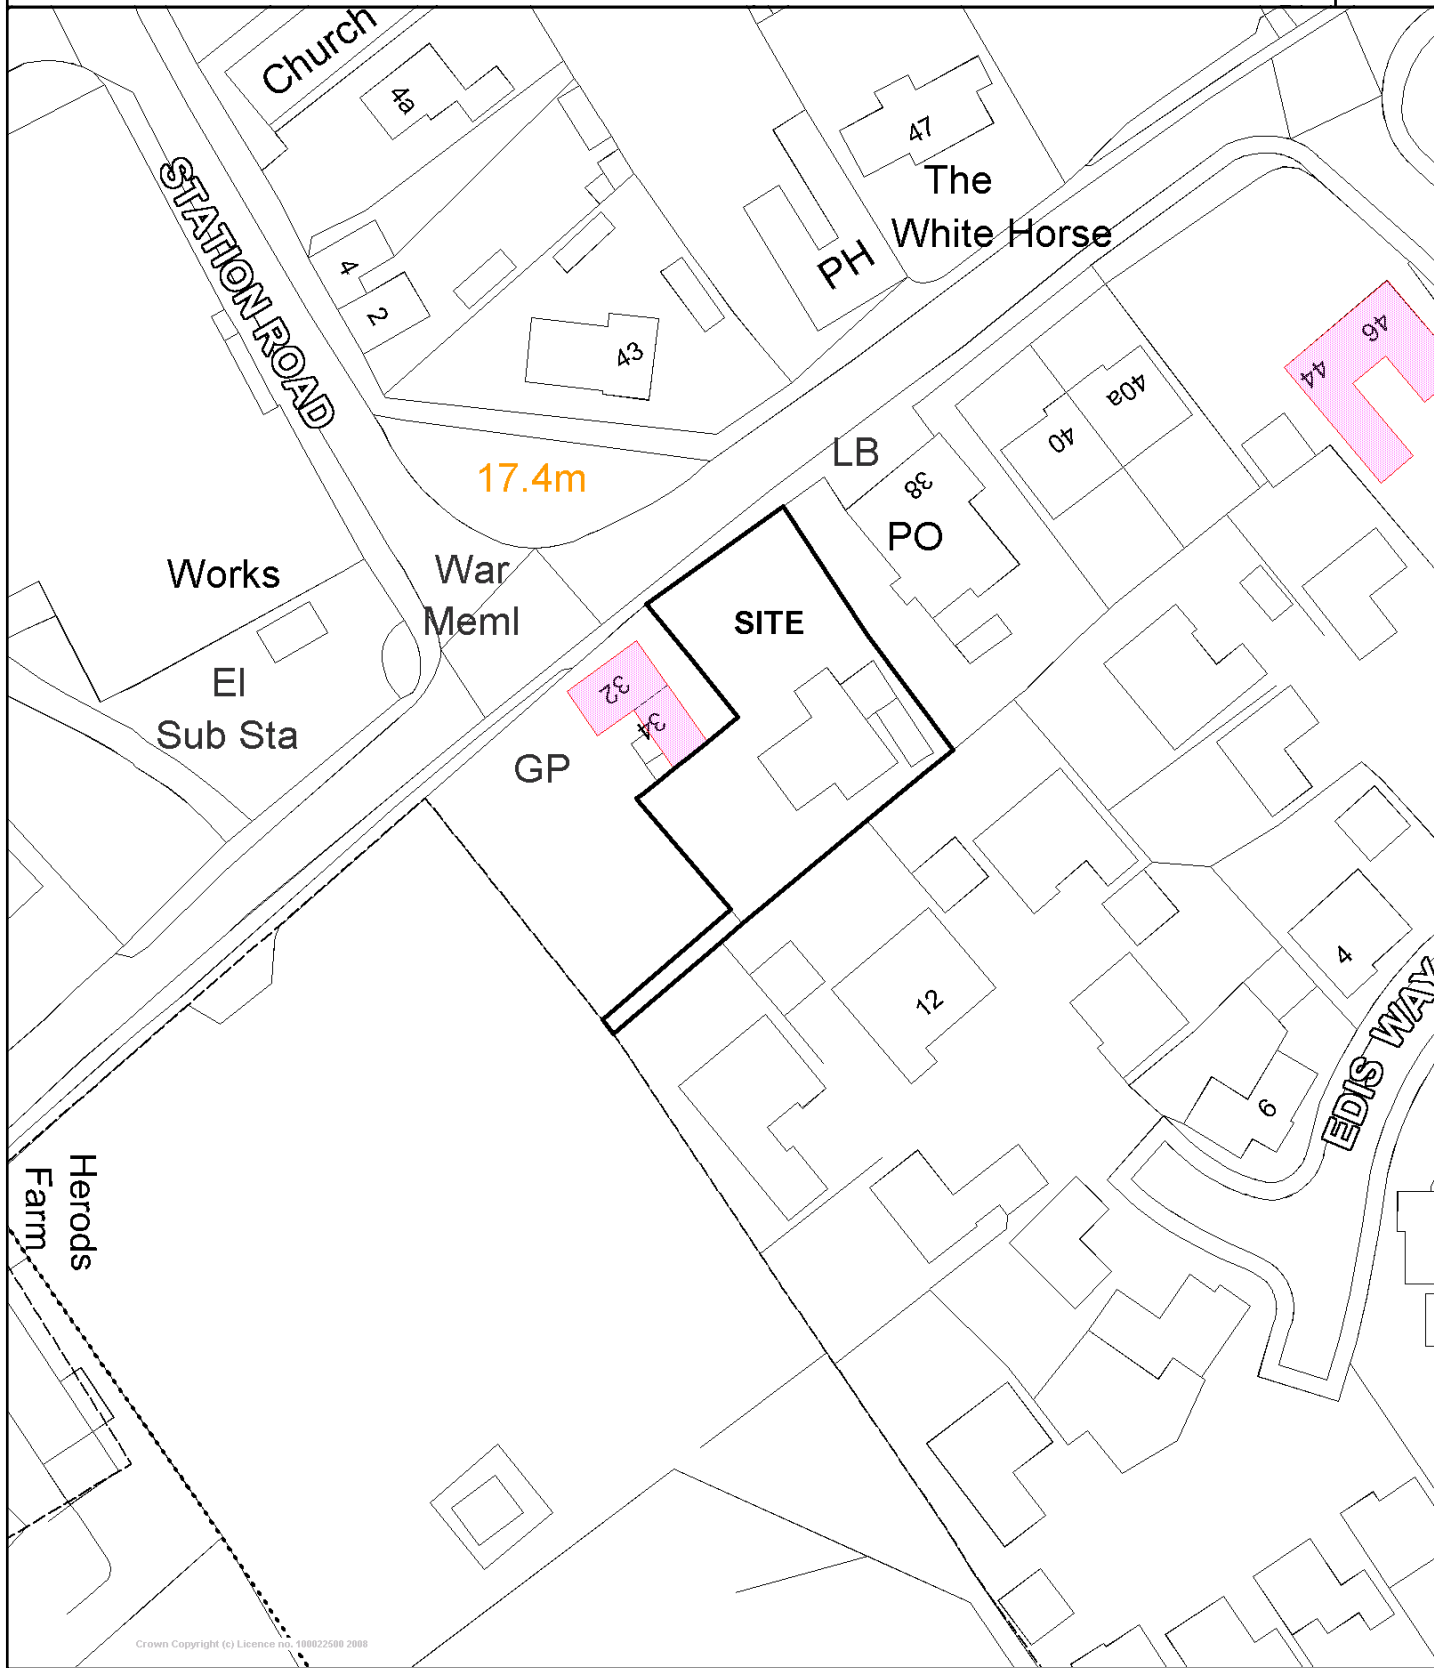 Church
4a
47
STATION ROAD
The
White Horse
PH
4
2
43
46
44
40a
40
LB
38
17.4m
PO
Works
War
Meml
SITE
El
Sub Sta
32
34
GP
4
12
EDIS WAY
6
Herods
Farm
Crown Copyright (c) Licence no. 100022500 2008